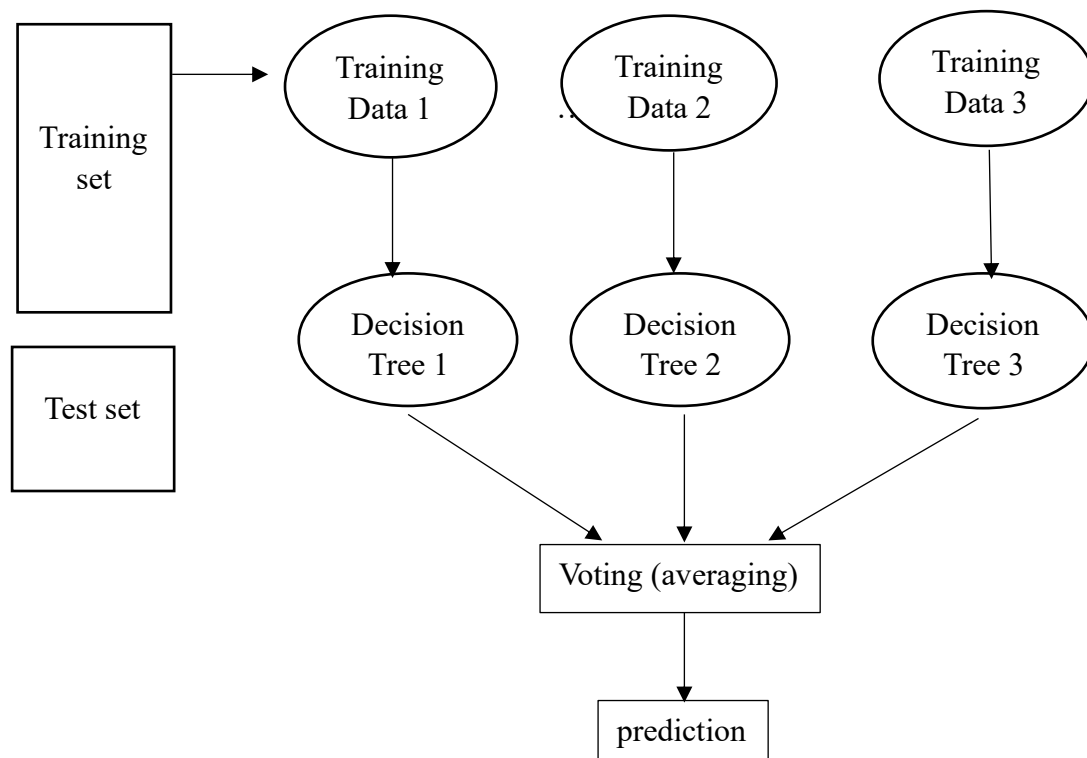 Training
set
Test set
Training
Data 1
..
Training
Data 2
Training
Data 3
Decision
Tree 1
Decision
Tree 2
Decision
Tree 3
Voting (averaging)
prediction